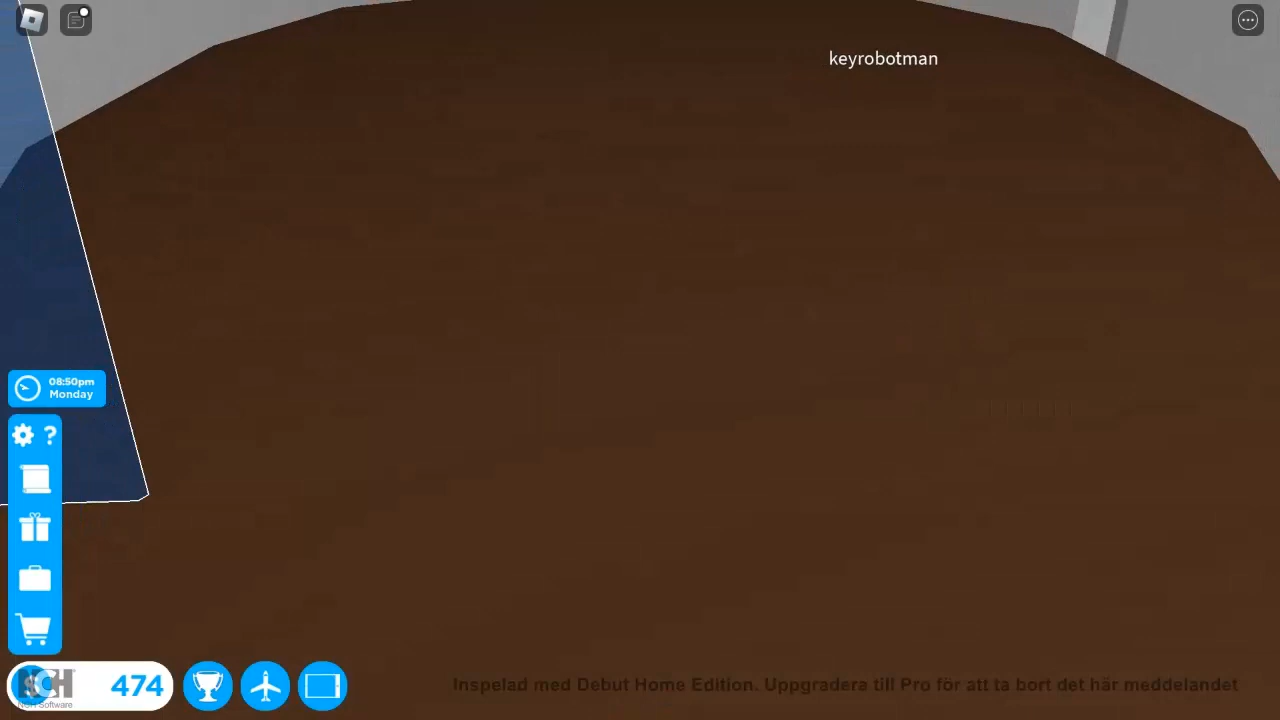 keyrobotman
08:50pm
Monday
?
474
NCH
NCH Software
Inspelad med Debut Home Edition. Uppgradera till Pro för att ta bort det här meddelandet